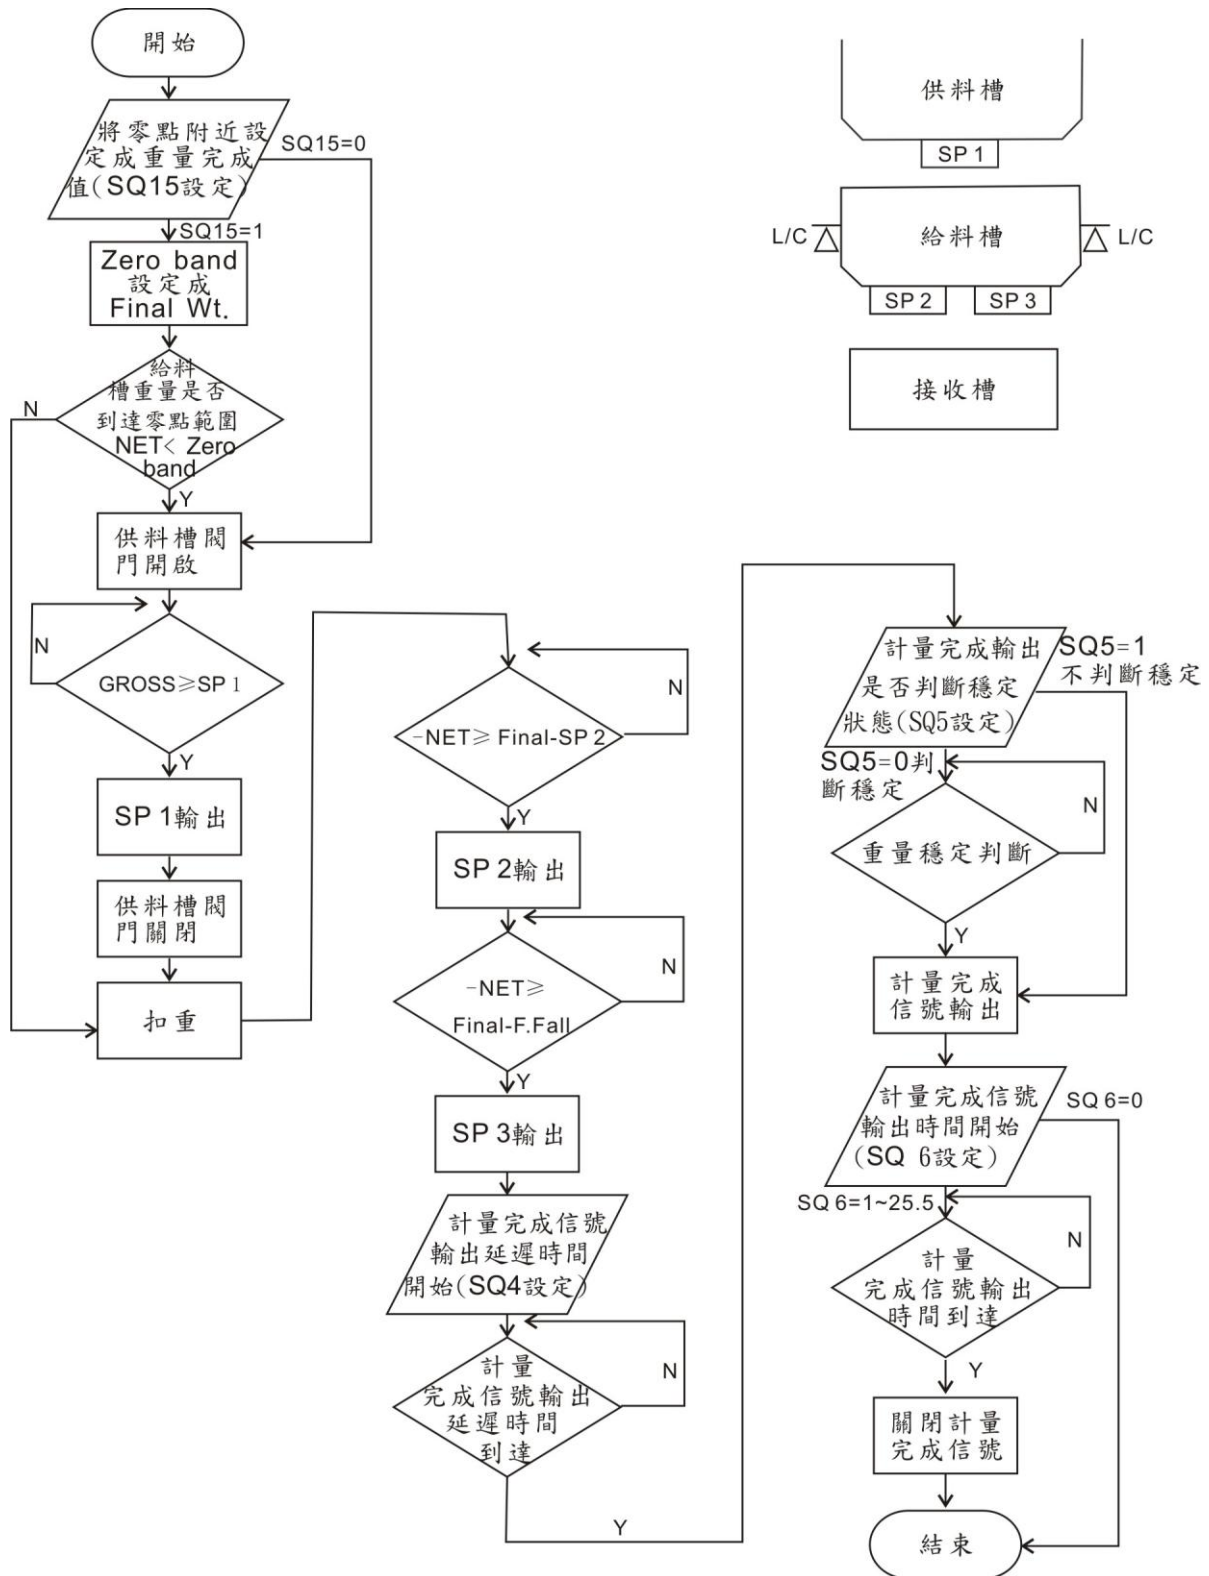 開始
將零點附近設
定成重量完成
值(SQ15設定)
SQ15=0
SQ15=1
Zero band
設定成
Final Wt.
給料
槽重量是否
到達零點範圍
NET< Zero
band
N
Y
供料槽閥
門開啟
N
GROSS≥SP 1
Y
SP 1輸出
供料槽閥
門關閉
扣重
-NET≥ Final-SP 2
N
Y
SP 2輸出
-NET≥
Final-F.Fall
N
Y
SP 3輸出
計量完成信號
輸出延遲時間
開始(SQ4設定)
計量
完成信號輸出
延遲時間
到達
N
Y
供料槽
SP 1
L/C
給料槽
L/C
SP 2
SP 3
接收槽
計量完成輸出
是否判斷穩定
狀態(SQ5設定)
SQ5=1
不判斷穩定
SQ5=0判
斷穩定
重量穩定判斷
N
Y
計量完成
信號輸出
計量完成信號
輸出時間開始
(SQ 6設定)
SQ 6=0
SQ 6=1~25.5
計量
完成信號輸出
時間到達
N
Y
關閉計量
完成信號
結束